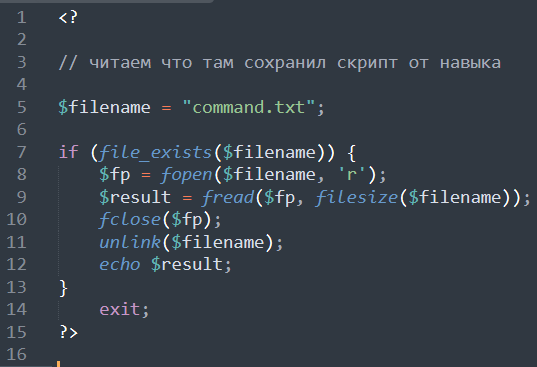 1 <?
2
3 // читаем что там сохранил скрипт от навыка
4
5 $filename = "command.txt";
6
7 if (file_exists($filename)) {
8     $fp = fopen($filename, 'r');
9     $result = fread($fp, filesize($filename));
10     fclose($fp);
11     unlink($filename);
12     echo $result;
13 }
14     exit;
15 ?>
16